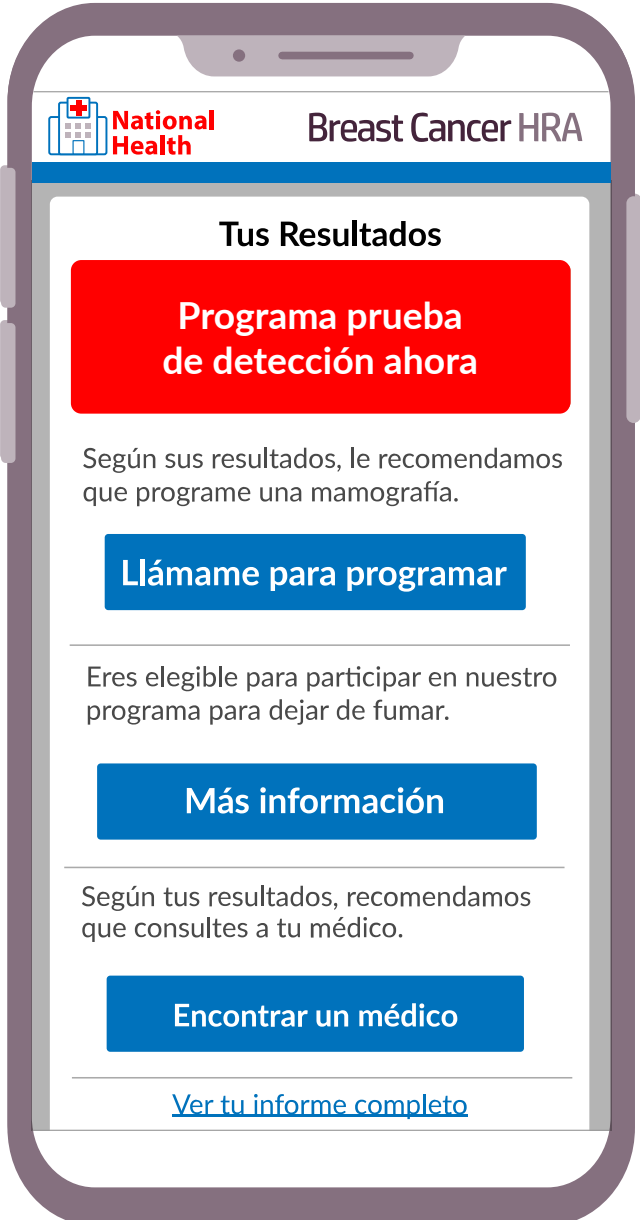 National
Health
Breast Cancer HRA
Tus Resultados
Programa prueba
de detección ahora
Según sus resultados, le recomendamos
que programe una mamografía.
Llámame para programar
Eres elegible para participar en nuestro
programa para dejar de fumar.
Más información
Según tus resultados, recomendamos
que consultes a tu médico.
Encontrar un médico
Ver tu informe completo